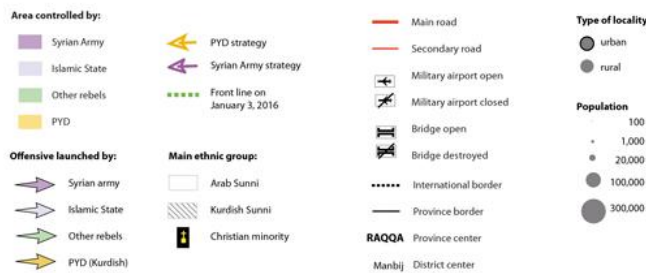 Area controlled by:
Syrian Army
Islamic State
Other rebels
PYD
PYD strategy
Syrian Army strategy
Front line on
January 3, 2016
Offensive launched by:
Syrian army
Islamic State
Other rebels
PYD (Kurdish)
Main ethnic group:
Arab Sunni
Kurdish Sunni
Christian minority
Main road
Secondary road
Military airport open
Military airport closed
Bridge open
Bridge destroyed
International border
Province border
RAQQA Province center
Manbij District center
Type of locality
urban
rural
Population
100
1,000
20,000
100,000
300,000